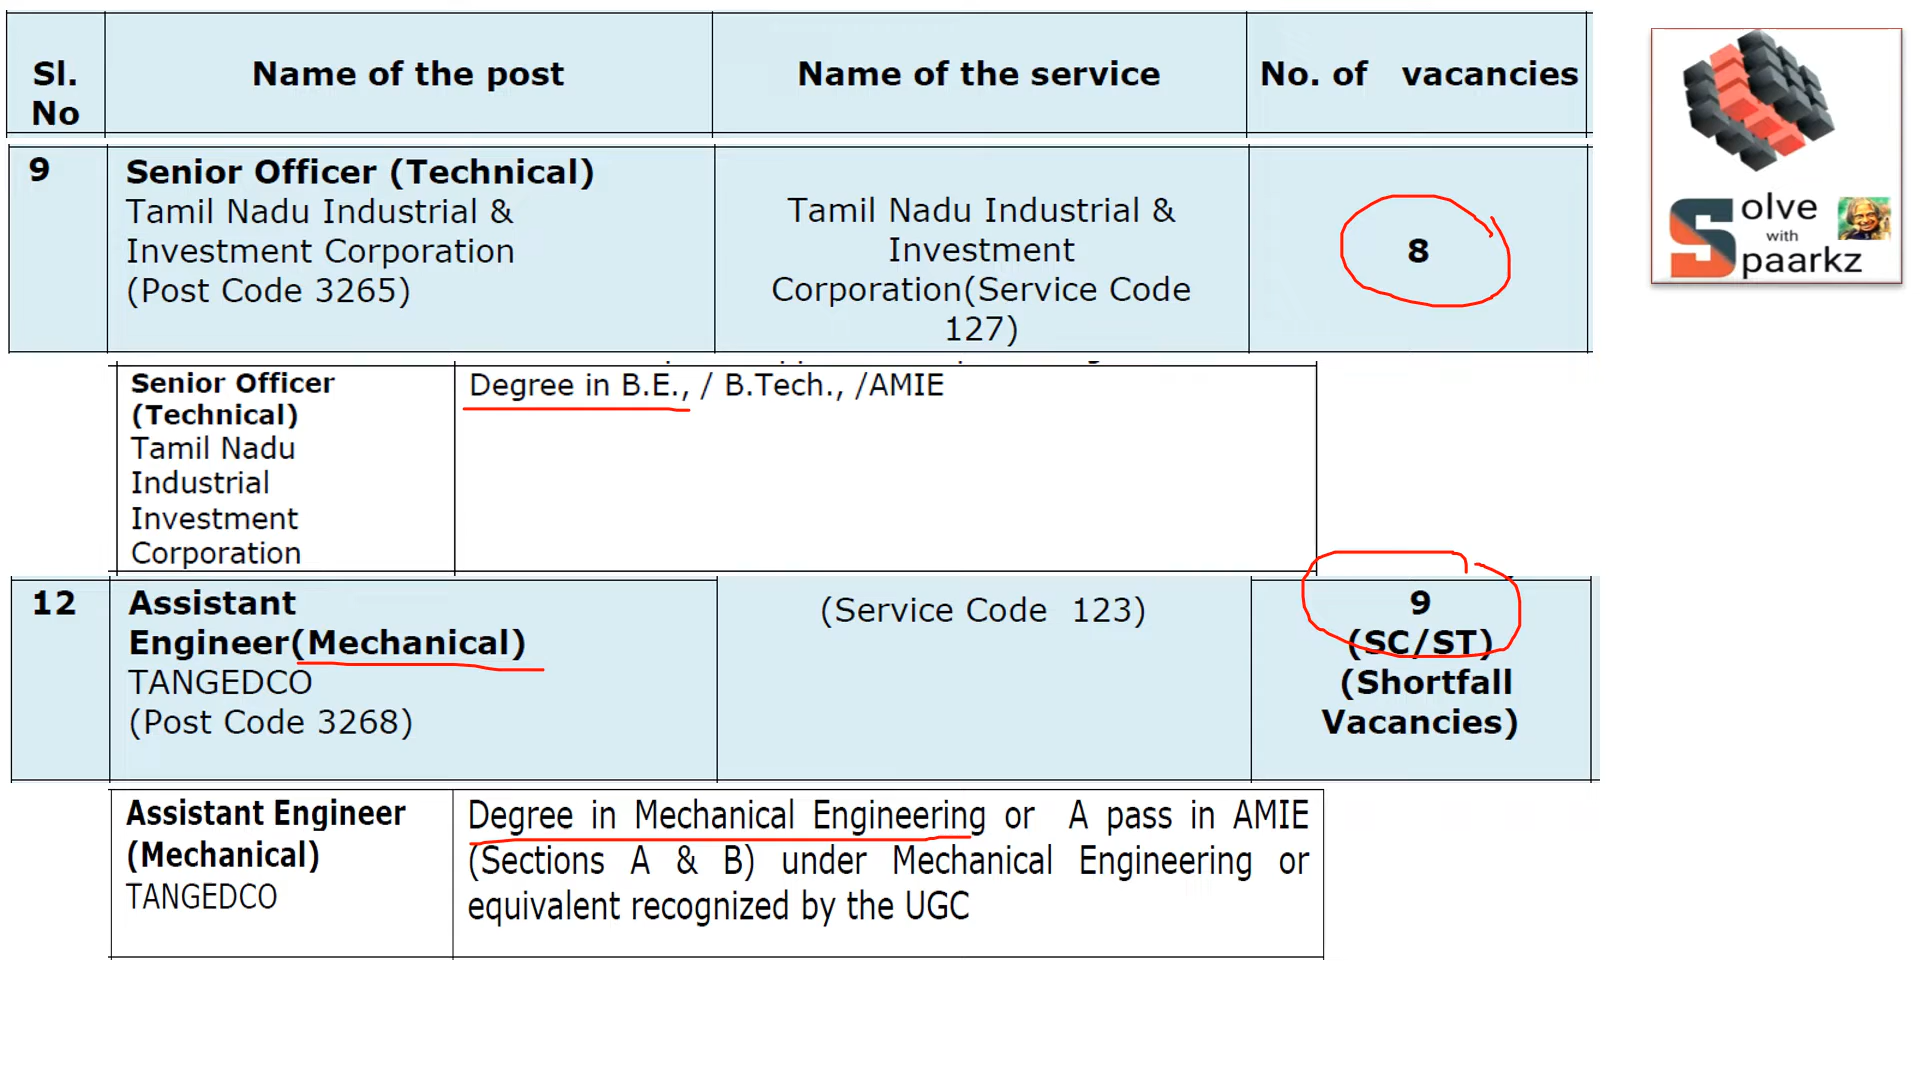 Sl.
No
Name of the post
Name of the service
No. of vacancies
9
Senior Officer (Technical)
Tamil Nadu Industrial &
Investment Corporation
(Post Code 3265)
Tamil Nadu Industrial &
Investment
Corporation(Service Code
127)
8
Senior Officer
(Technical)
Tamil Nadu
Industrial
Investment
Corporation
Degree in B.E., / B.Tech., /AMIE
12
Assistant
Engineer(Mechanical)
TANGEDCO
(Post Code 3268)
(Service Code 123)
9
(SC/ST)
(Shortfall
Vacancies)
Assistant Engineer
(Mechanical)
TANGEDCO
Degree in Mechanical Engineering or A pass in AMIE
(Sections A & B) under Mechanical Engineering or
equivalent recognized by the UGC
Solve
with
Spaarkz